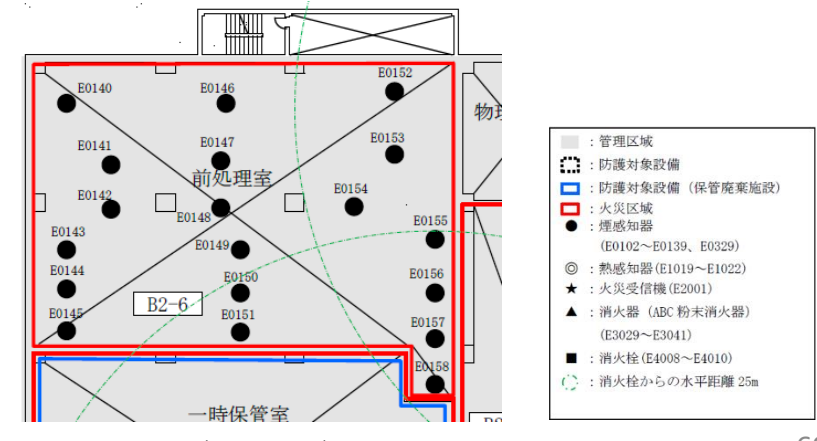 E0152
E0140
E0146
物理
E0147
E0153
E0141
前処理室
E0142
E0154
E0148
E0155
E0143
E0149
E0144
E0150
E0156
B2-6
E0145
E0151
E0157
E0158
一時保管室
：管理区域
：防護対象設備
：防護対象設備（保管廃棄施設）
：火災区域
：煙感知器
(E0102～E0139、E0329)
：熱感知器(E1019～E1022)
：火災受信機(E2001)
：消火器（ABC 粉末消火器）
(E3029～E3041)
：消火栓(E4008～E4010)
：消火栓からの水平距離 25m